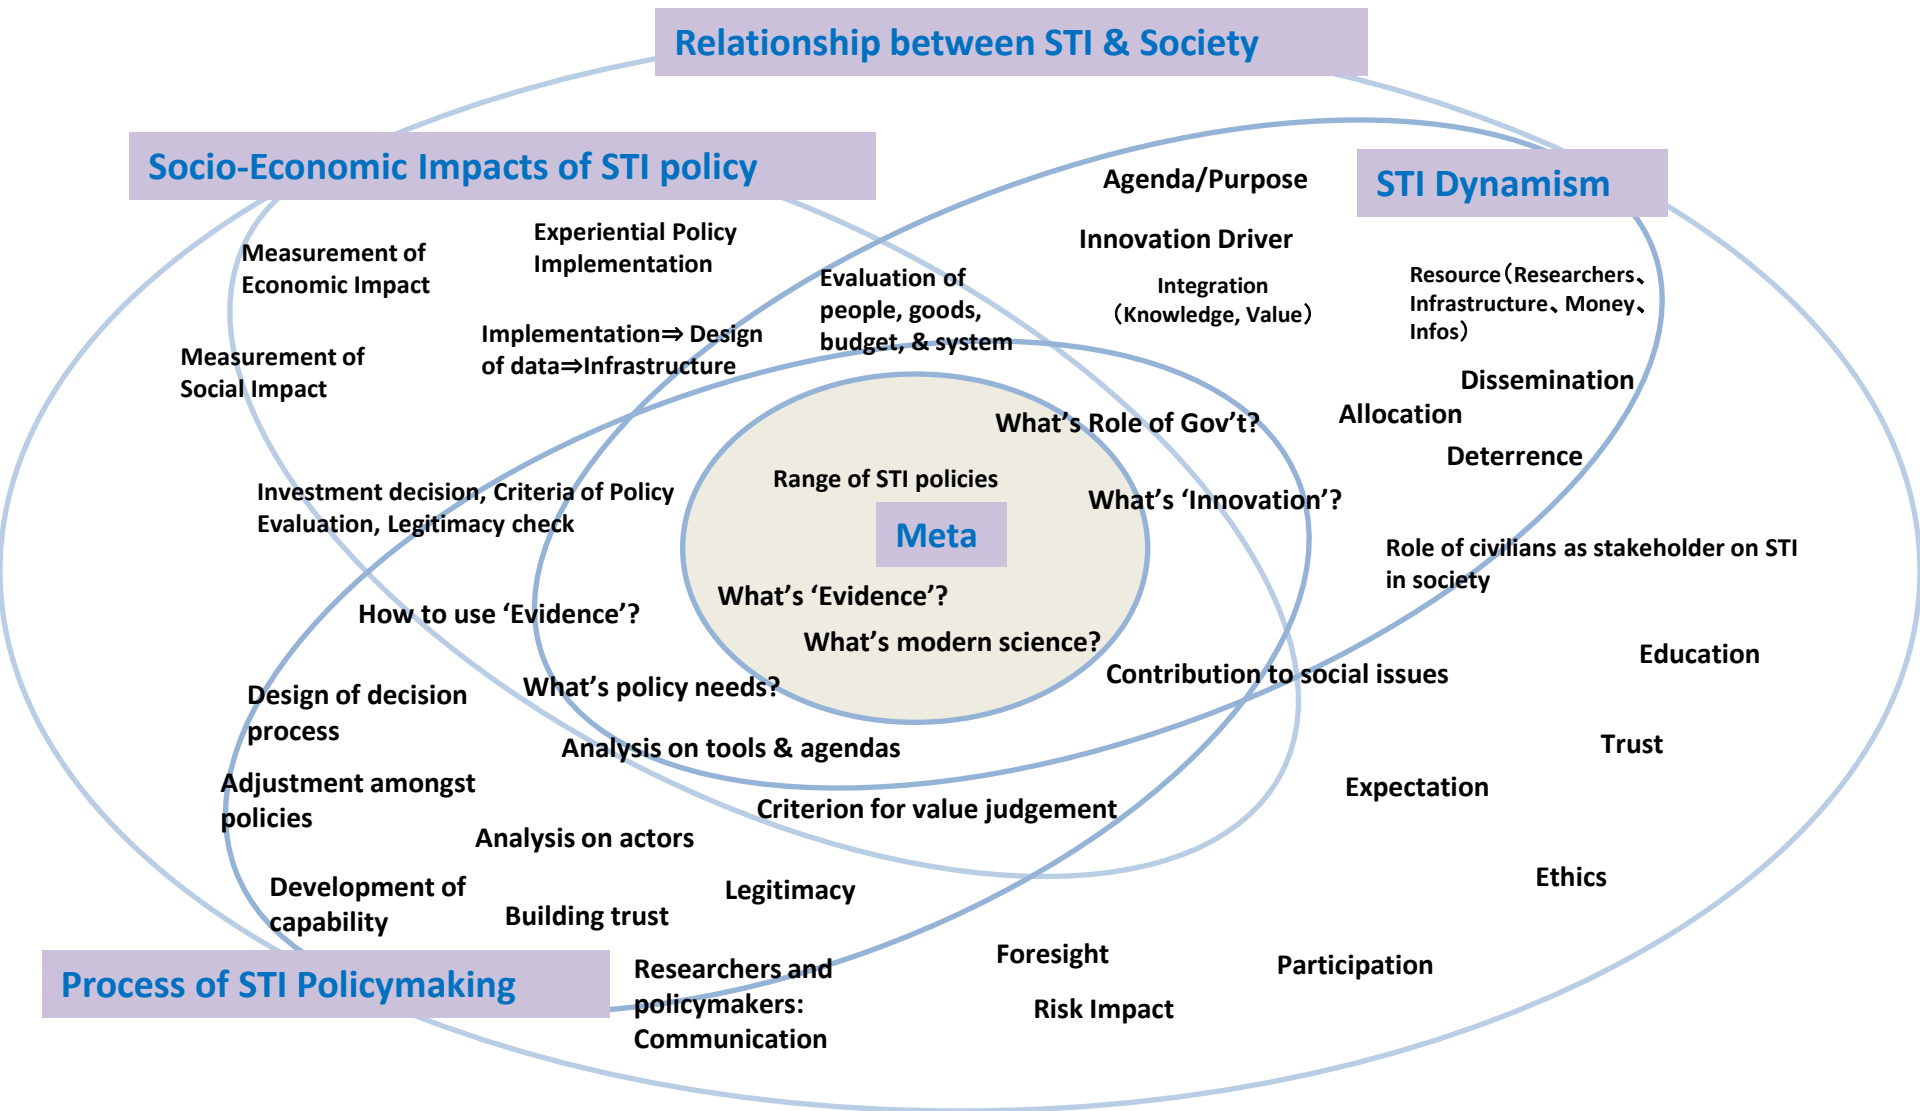 Relationship between STI & Society
Socio-Economic Impacts of STI policy
STI Dynamism
Agenda/Purpose
Innovation Driver
Integration
（Knowledge, Value）
Resource（Researchers、
Infrastructure、Money、
Infos）
Dissemination
Allocation
Deterrence
Measurement of
Economic Impact
Experiential Policy
Implementation
Evaluation of
people, goods,
budget, & system
Measurement of
Social Impact
Implementation⇒ Design
of data⇒Infrastructure
What's Role of Gov't?
Range of STI policies
What's ‘Innovation’?
Meta
What's ‘Evidence’?
What's modern science?
Investment decision, Criteria of Policy
Evaluation, Legitimacy check
How to use ‘Evidence’?
What's policy needs?
Role of civilians as stakeholder on STI
in society
Contribution to social issues
Education
Design of decision
process
Analysis on tools & agendas
Trust
Adjustment amongst
policies
Criterion for value judgement
Expectation
Analysis on actors
Development of
capability
Legitimacy
Building trust
Ethics
Process of STI Policymaking
Researchers and
policymakers:
Communication
Foresight
Risk Impact
Participation